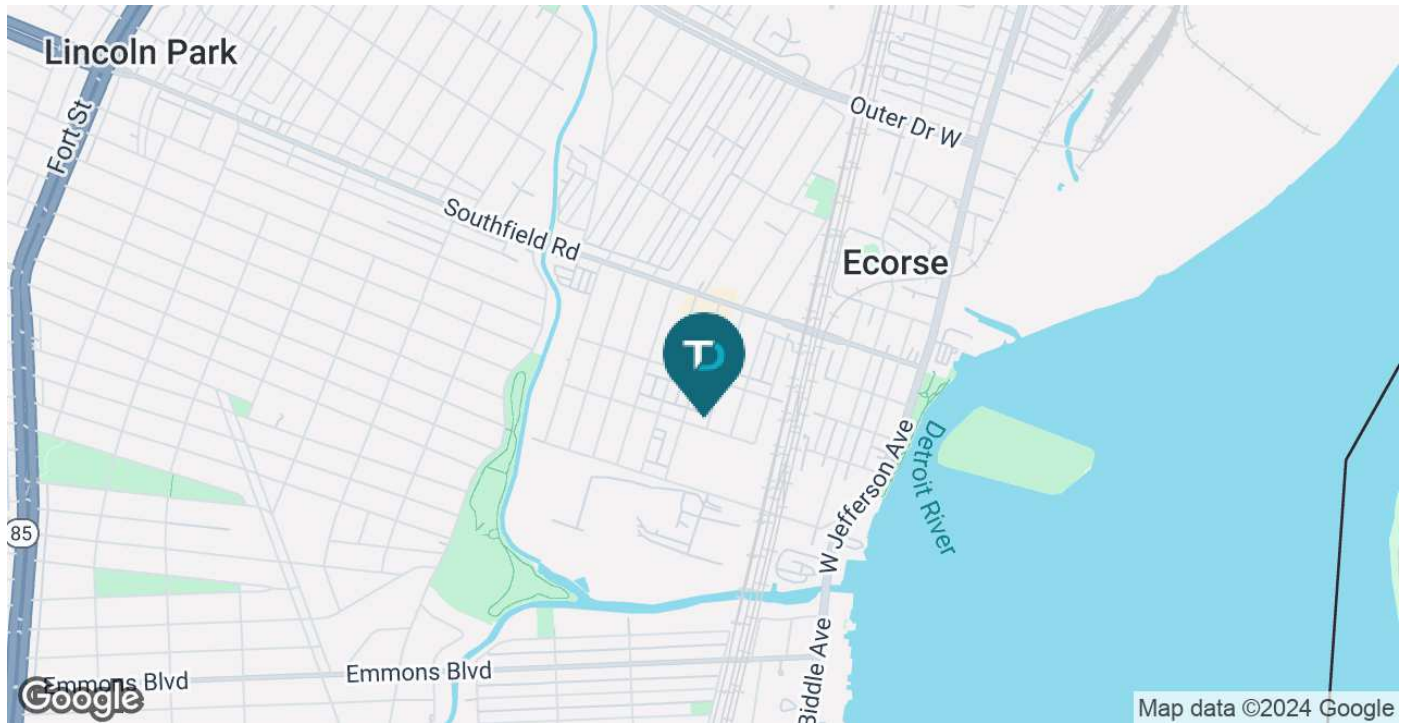 Lincoln Park
Fort St
Outer Dr W
Southfield Rd
Ecorse
TD
W Jefferson Ave
Detroit River
85
Biddle Ave
Emmons Blvd
Emmons Blvd
Google
Map data ©2024 Google